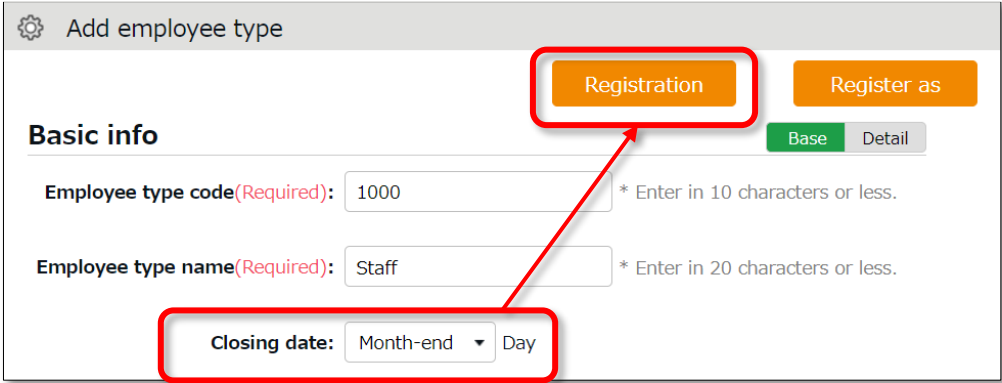 Add employee type
Registration Register as
Basic info Base Detail
Employee type code(Required): 1000 * Enter in 10 characters or less.
Employee type name(Required): Staff * Enter in 20 characters or less.
Closing date: Month-end Day